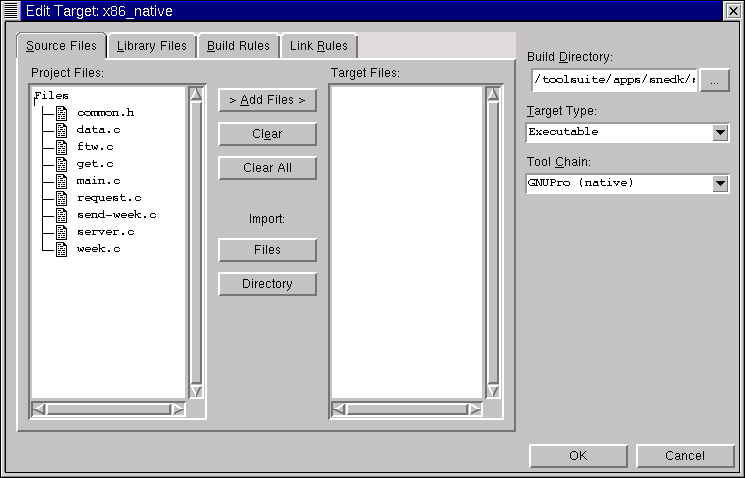 Edit Target: x86_native
Source Files
Library Files
Build Rules
Link Rules
Project Files:
Files
common.h
data.c
ftw.c
get.c
main.c
request.c
send-week.c
server.c
week.c
> Add Files >
Clear
Clear All
Import:
Files
Directory
Target Files:
Build Directory:
/toolsuite/apps/snedk/
...
Target Type:
Executable
Tool Chain:
GNUPro (native)
OK
Cancel